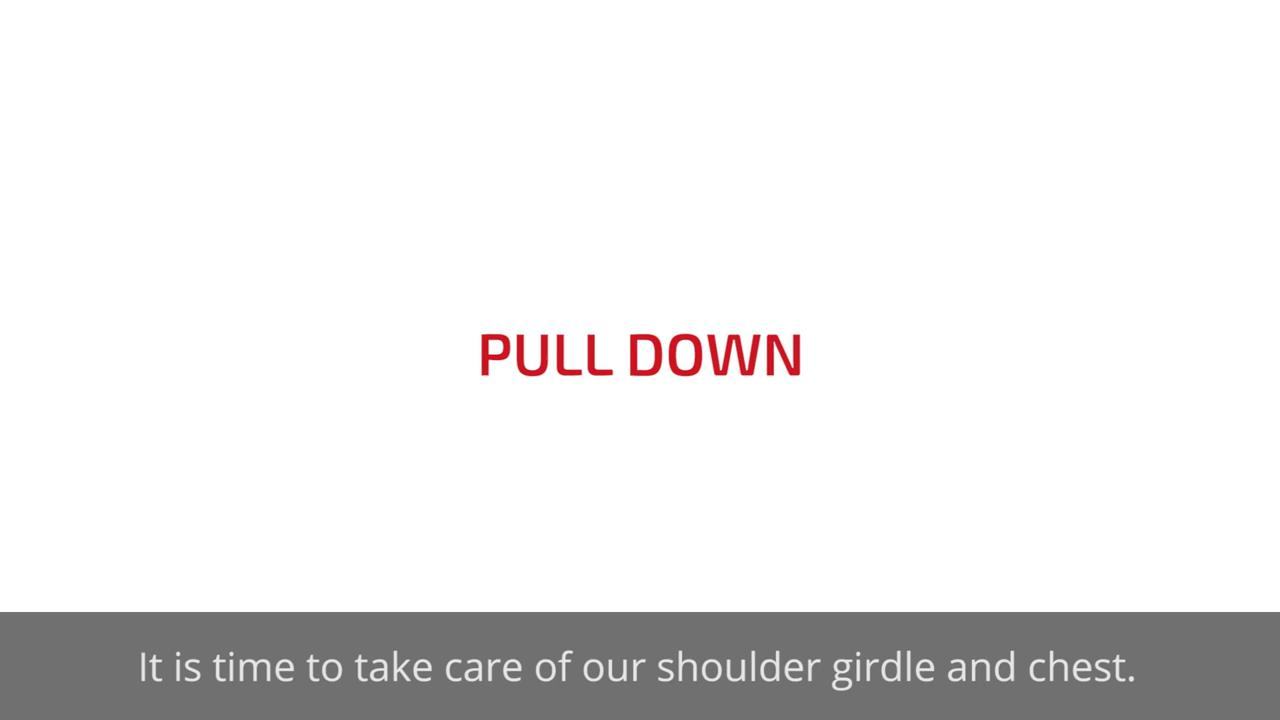 PULL DOWN
It is time to take care of our shoulder girdle and chest.